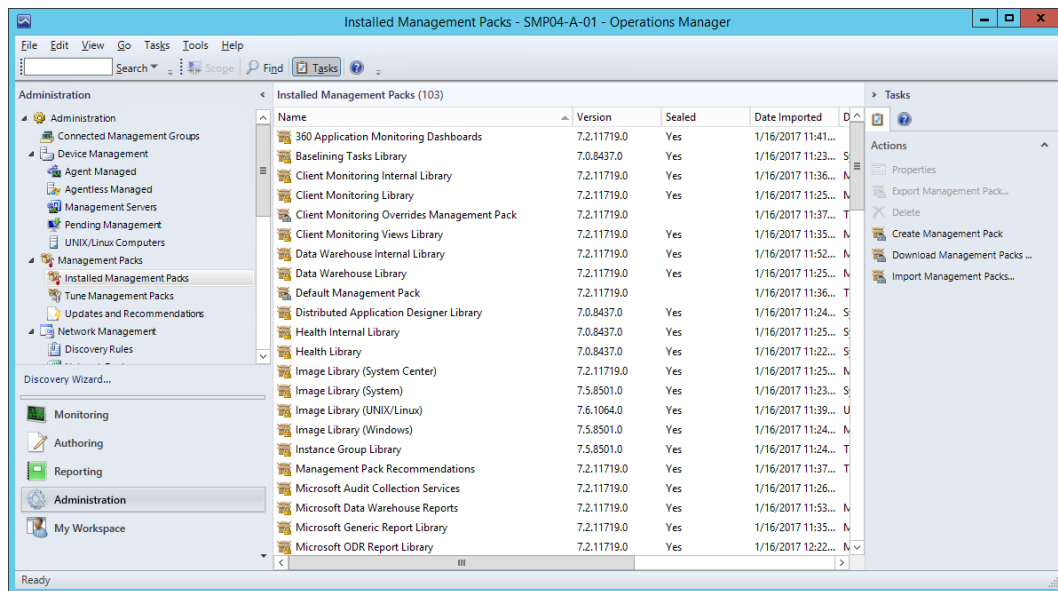 Installed Management Packs - SMP04-A-01 - Operations Manager
File Edit View Go Tasks Tools Help
Search Scope Find Tasks
Administration
Administration
Connected Management Groups
Device Management
Agent Managed
Agentless Managed
Management Servers
Pending Management
UNIX/Linux Computers
Management Packs
Installed Management Packs
Tune Management Packs
Updates and Recommendations
Network Management
Discovery Rules
Discovery Wizard...
Monitoring
Authoring
Reporting
Administration
My Workspace
Installed Management Packs (103)
Name Version Sealed Date Imported D
360 Application Monitoring Dashboards 7.2.11719.0 Yes 1/16/2017 11:41...
Baselining Tasks Library 7.0.8437.0 Yes 1/16/2017 11:23... S
Client Monitoring Internal Library 7.2.11719.0 Yes 1/16/2017 11:36... M
Client Monitoring Library 7.2.11719.0 Yes 1/16/2017 11:25... M
Client Monitoring Overrides Management Pack 7.2.11719.0 1/16/2017 11:37... T
Client Monitoring Views Library 7.2.11719.0 Yes 1/16/2017 11:35... M
Data Warehouse Internal Library 7.2.11719.0 Yes 1/16/2017 11:52... M
Data Warehouse Library 7.2.11719.0 Yes 1/16/2017 11:25... M
Default Management Pack 7.2.11719.0 1/16/2017 11:36... T
Distributed Application Designer Library 7.0.8437.0 Yes 1/16/2017 11:24... S
Health Internal Library 7.0.8437.0 Yes 1/16/2017 11:25... S
Health Library 7.0.8437.0 Yes 1/16/2017 11:22... S
Image Library (System Center) 7.2.11719.0 Yes 1/16/2017 11:25... M
Image Library (System) 7.5.8501.0 Yes 1/16/2017 11:23... S
Image Library (UNIX/Linux) 7.6.1064.0 Yes 1/16/2017 11:39... U
Image Library (Windows) 7.5.8501.0 Yes 1/16/2017 11:24... M
Instance Group Library 7.5.8501.0 Yes 1/16/2017 11:24... T
Management Pack Recommendations 7.2.11719.0 Yes 1/16/2017 11:37... T
Microsoft Audit Collection Services 7.2.11719.0 Yes 1/16/2017 11:26...
Microsoft Data Warehouse Reports 7.2.11719.0 Yes 1/16/2017 11:53... M
Microsoft Generic Report Library 7.2.11719.0 Yes 1/16/2017 11:35... M
Microsoft ODR Report Library 7.2.11719.0 Yes 1/16/2017 12:22... M
Tasks
Actions
Properties
Export Management Pack...
Delete
Create Management Pack
Download Management Packs ...
Import Management Packs...
Ready